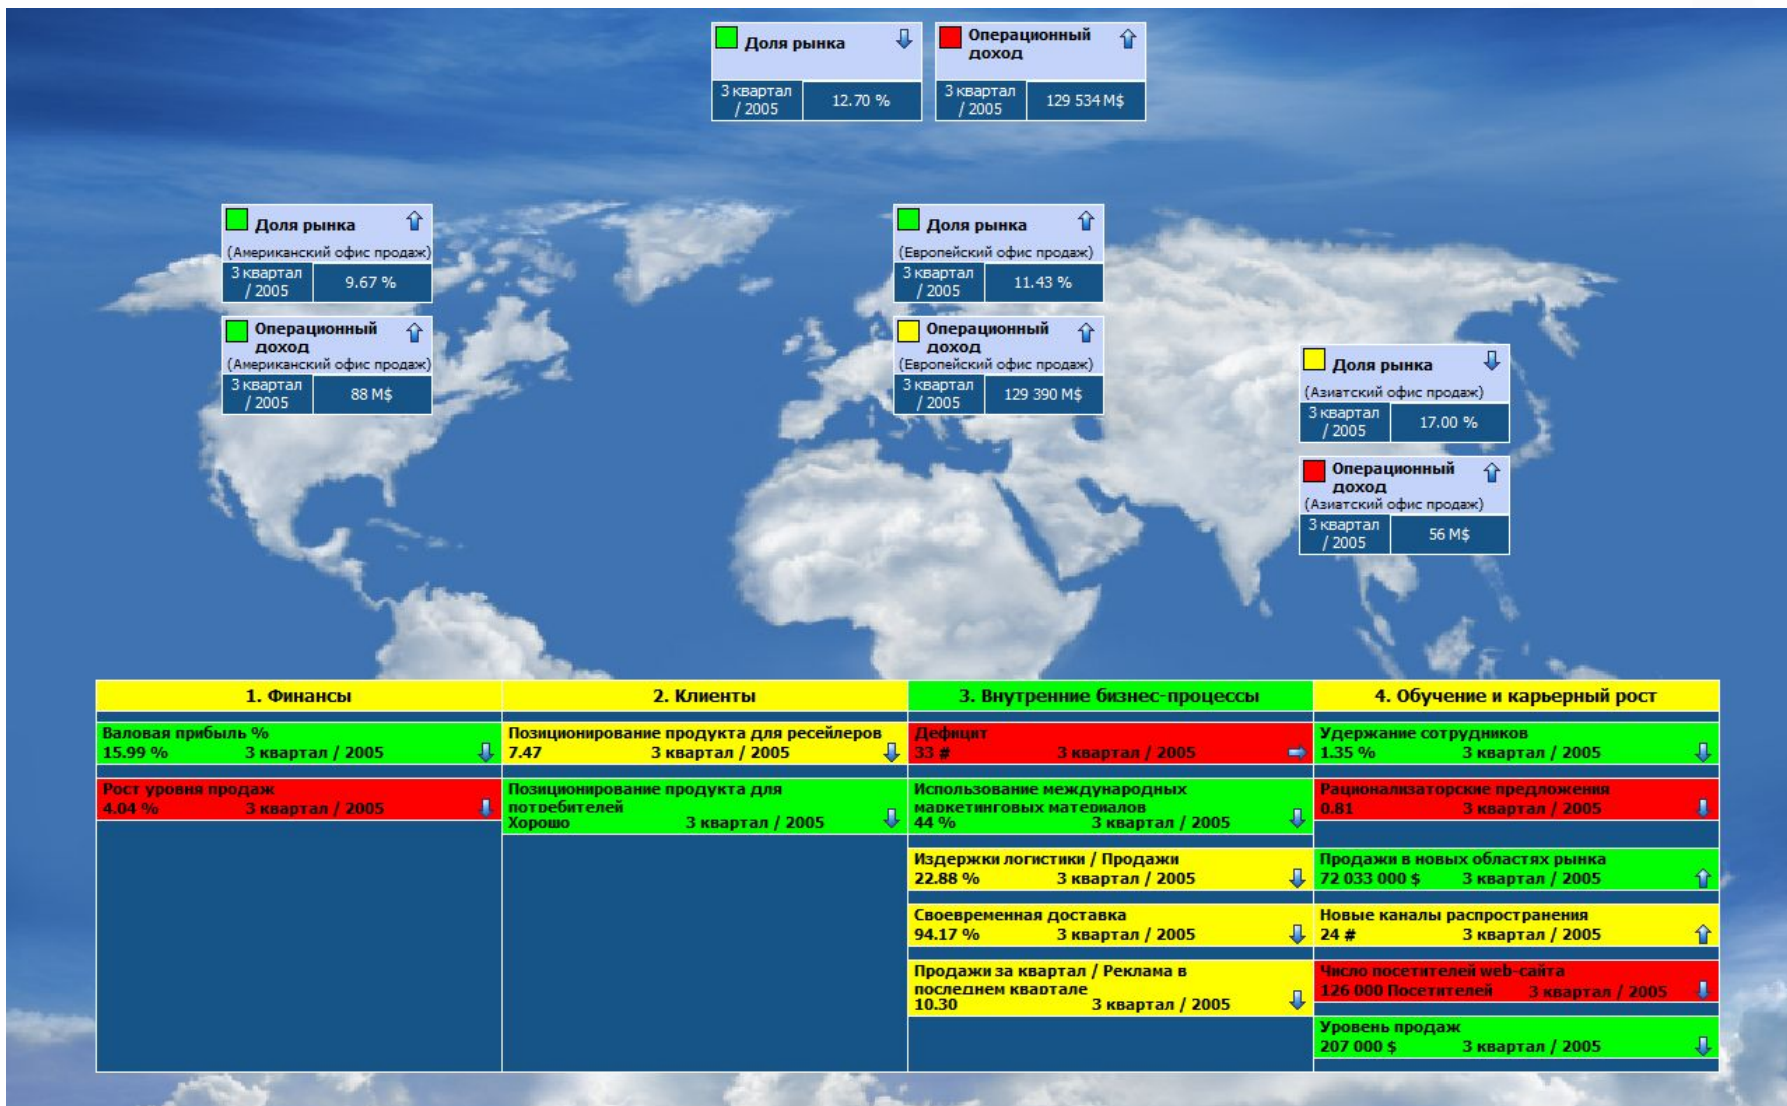 Доля рынка
3 квартал
/ 2005
12.70 %
Операционный
доход
3 квартал
/ 2005
129 534 M$
Доля рынка
(Американский офис продаж)
3 квартал
/ 2005
9.67 %
Операционный
доход
(Американский офис продаж)
3 квартал
/ 2005
88 M$
Доля рынка
(Европейский офис продаж)
3 квартал
/ 2005
11.43 %
Операционный
доход
(Европейский офис продаж)
3 квартал
/ 2005
129 390 M$
Доля рынка
(Азиатский офис продаж)
3 квартал
/ 2005
17.00 %
Операционный
доход
(Азиатский офис продаж)
3 квартал
/ 2005
56 M$
1. Финансы
Валовая прибыль %
15.99 % 3 квартал / 2005
Рост уровня продаж
4.04 % 3 квартал / 2005
2. Клиенты
Позиционирование продукта для ресейлеров
7.47 3 квартал / 2005
Позиционирование продукта для
потребителей
Хорошо 3 квартал / 2005
3. Внутренние бизнес-процессы
Дефицит
33 # 3 квартал / 2005
Использование международных
маркетинговых материалов
44 % 3 квартал / 2005
Издержки логистики / Продажи
22.88 % 3 квартал / 2005
Своевременная доставка
94.17 % 3 квартал / 2005
Продажи за квартал / Реклама в
последнем квартале
10.30 3 квартал / 2005
4. Обучение и карьерный рост
Удержание сотрудников
1.35 % 3 квартал / 2005
Рационализаторские предложения
0.81 3 квартал / 2005
Продажи в новых областях рынка
72 033 000 $ 3 квартал / 2005
Новые каналы распространения
24 # 3 квартал / 2005
Число посетителей web-сайта
126 000 Посетителей 3 квартал / 2005
Уровень продаж
207 000 $ 3 квартал / 2005